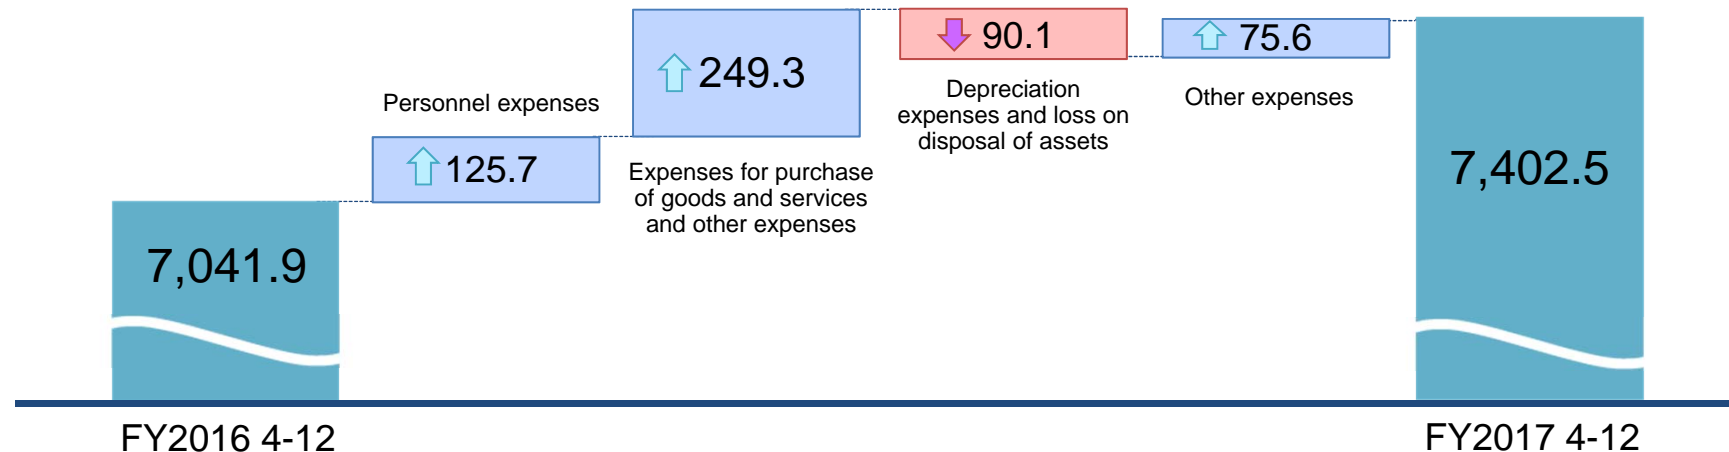 7,041.9
FY2016 4-12
Personnel expenses
125.7
249.3
Expenses for purchase
of goods and services
and other expenses
90.1
Depreciation
expenses and loss on
disposal of assets
75.6
Other expenses
7,402.5
FY2017 4-12